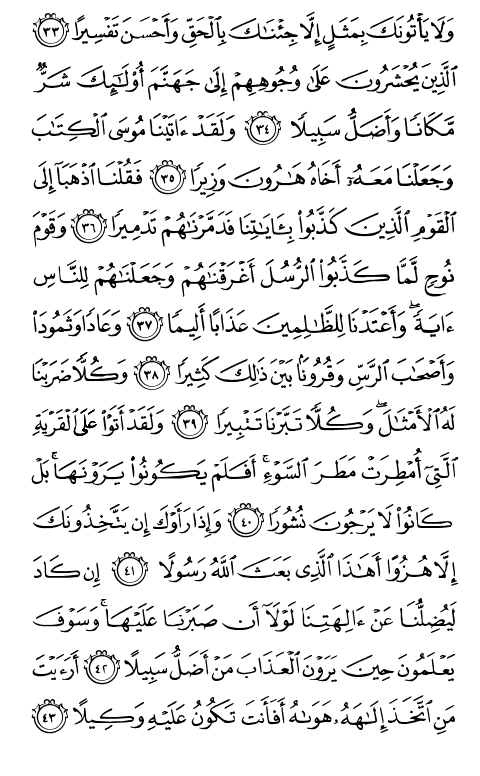 وَلَا يَأْتُونَكَ بِمَثَلٍ إِلَّا جِئْنَـٰكَ بِٱلْحَقِّ وَأَحْسَنَ تَفْسِيرًا ٣٣
ٱلَّذِينَ يُحْشَرُونَ عَلَىٰ وُجُوهِهِمْ إِلَىٰ جَهَنَّمَ أُو۟لَـٰٓئِكَ شَرٌّ
مَّكَانًا وَأَضَلُّ سَبِيلًا ٣٤ وَلَقَدْ ءَاتَيْنَا مُوسَى ٱلْكِتَـٰبَ
وَجَعَلْنَا مَعَهُۥٓ أَخَاهُ هَـٰرُونَ وَزِيرًا ٣٥ فَقُلْنَا ٱذْهَبَآ إِلَى
ٱلْقَوْمِ ٱلَّذِينَ كَذَّبُوا۟ بِـَٔايَـٰتِنَا فَدَمَّرْنَـٰهُمْ تَدْمِيرًا ٣٦ وَقَوْمَ
نُوحٍ لَّمَّا كَذَّبُوا۟ ٱلرُّسُلَ أَغْرَقْنَـٰهُمْ وَجَعَلْنَـٰهُمْ لِلنَّاسِ
ءَايَةً ۖ وَأَعْتَدْنَا لِلظَّـٰلِمِينَ عَذَابًا أَلِيمًا ٣٧ وَعَادًا وَثَمُودَا۟
وَأَصْحَـٰبَ ٱلرَّسِّ وَقُرُونًۢا بَيْنَ ذَٰلِكَ كَثِيرًا ٣٨ وَكُلًّا ضَرَبْنَا
لَهُ ٱلْأَمْثَـٰلَ ۖ وَكُلًّا تَبَّرْنَا تَتْبِيرًا ٣٩ وَلَقَدْ أَتَوْا۟ عَلَى ٱلْقَرْيَةِ
ٱلَّتِىٓ أُمْطِرَتْ مَطَرَ ٱلسَّوْءِ ۚ أَفَلَمْ يَكُونُوا۟ يَرَوْنَهَا ۚ بَلْ
كَانُوا۟ لَا يَرْجُونَ نُشُورًا ٤٠ وَإِذَا رَأَوْكَ إِن يَتَّخِذُونَكَ
إِلَّا هُزُوًا أَهَـٰذَا ٱلَّذِى بَعَثَ ٱللَّهُ رَسُولًا ٤١ إِن كَادَ
لَيُضِلُّنَا عَنْ ءَالِهَتِنَا لَوْلَآ أَن صَبَرْنَا عَلَيْهَا ۚ وَسَوْفَ
يَعْلَمُونَ حِينَ يَرَوْنَ ٱلْعَذَابَ مَنْ أَضَلُّ سَبِيلًا ٤٢ أَرَءَيْتَ
مَنِ ٱتَّخَذَ إِلَـٰهَهُۥ هَوَىٰهُ أَفَأَنتَ تَكُونُ عَلَيْهِ وَكِيلًا ٤٣